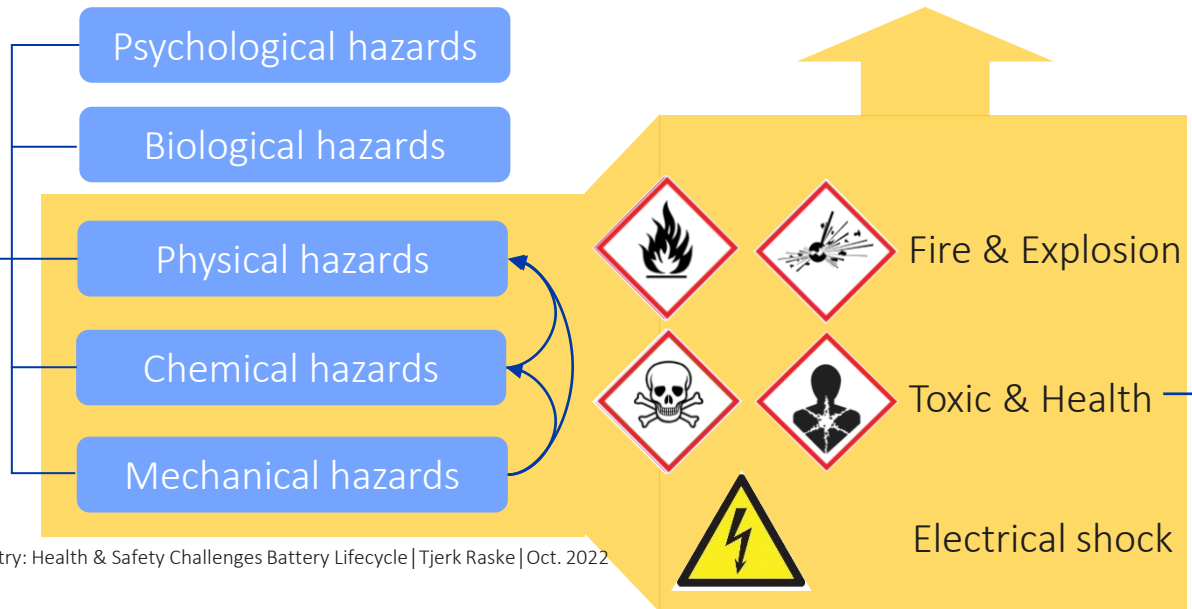 Psychological hazards
Biological hazards
Physical hazards
Chemical hazards
Mechanical hazards
Fire & Explosion
Toxic & Health
Electrical shock
try: Health & Safety Challenges Battery Lifecycle|Tjerk Raske|Oct. 2022